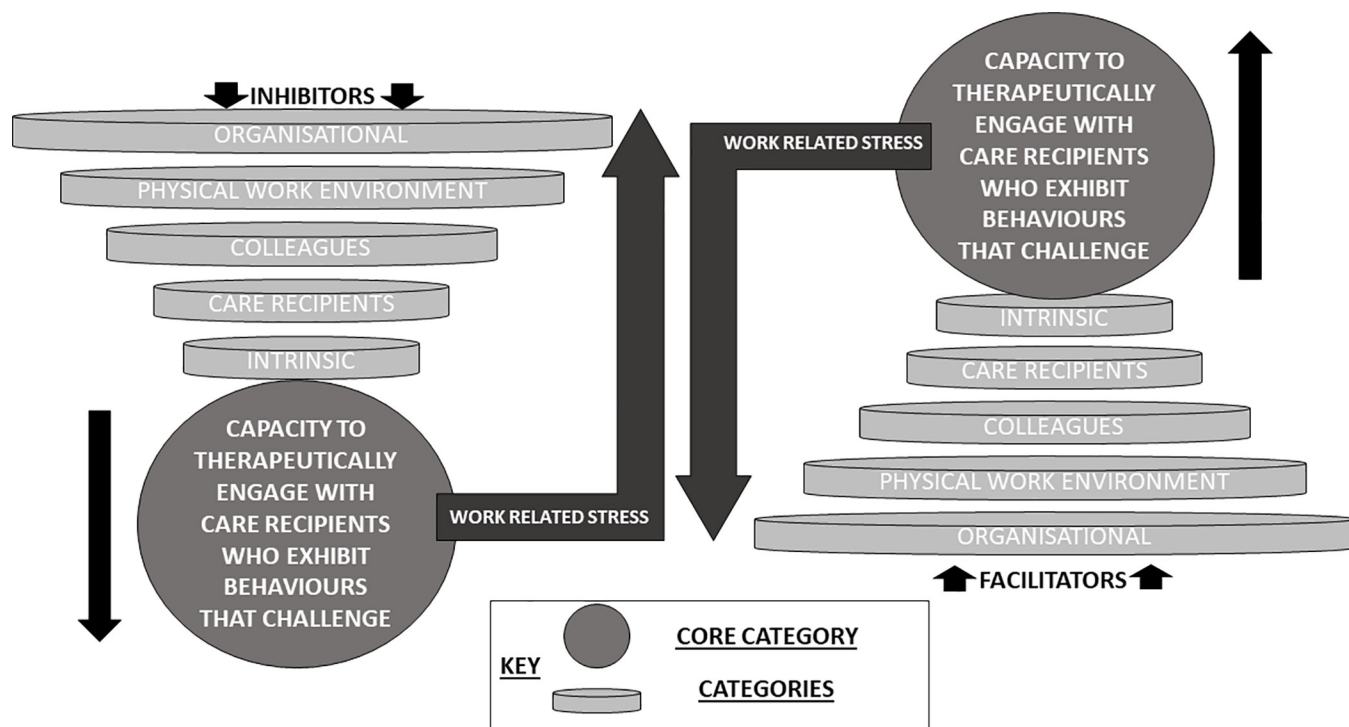 INHIBITORS
ORGANISATIONAL
PHYSICAL WORK ENVIRONMENT
COLLEAGUES
CARE RECIPIENTS
INTRINSIC
CAPACITY TO
THERAPEUTICALLY
ENGAGE WITH
CARE RECIPIENTS
WHO EXHIBIT
BEHAVIOURS
THAT CHALLENGE
WORK RELATED STRESS
CAPACITY TO
THERAPEUTICALLY
ENGAGE WITH
CARE RECIPIENTS
WHO EXHIBIT
BEHAVIOURS
THAT CHALLENGE
WORK RELATED STRESS
INTRINSIC
CARE RECIPIENTS
COLLEAGUES
PHYSICAL WORK ENVIRONMENT
ORGANISATIONAL
FACILITATORS
KEY
CORE CATEGORY
CATEGORIES